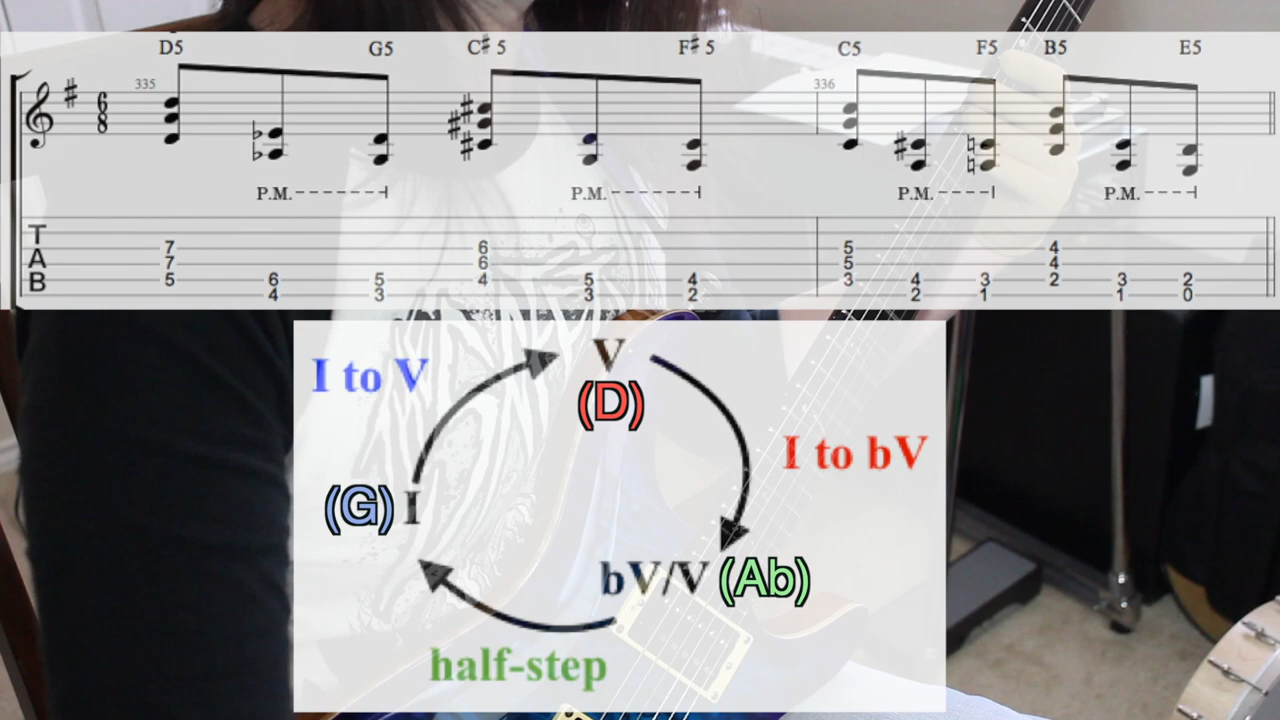 D5 G5 C♯ 5 F♯ 5 C5 F5 B5 E5
335 336
6
8
P.M. P.M. P.M. P.M.
T
A
B
7 6 5 4
7 6 5 4
5 6 5 4 5 4 3 4 3 2 3 2
4 3 3 2 2 1 1 0
I to V
V
(D)
I to bV
(G) I
bV/V (Ab)
half-step